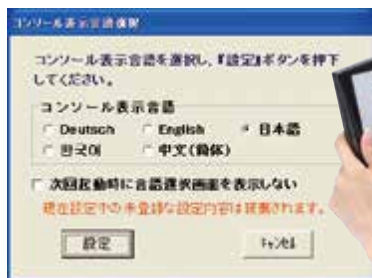 コンソール表示言語選択
コンソール表示言語を選択し、『設定』ボタンを押下
してください。
コンソール表示言語
Deutsch English 日本語
한국어 中文(簡体)
次回起動時に言語選択画面を表示しない
現在設定中の未登録な設定内容は破棄されます。
設定 キャンセル